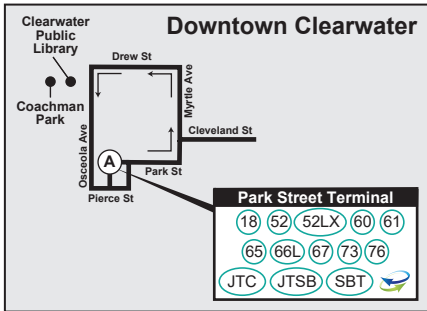 Downtown Clearwater
Clearwater
Public
Library
Coachman
Park
Drew St
Myrtle Ave
Osceola Ave
Cleveland St
A
Park St
Pierce St
Park Street Terminal
18 52 52LX 60 61
65 66L 67 73 76
JTC JTSB SBT